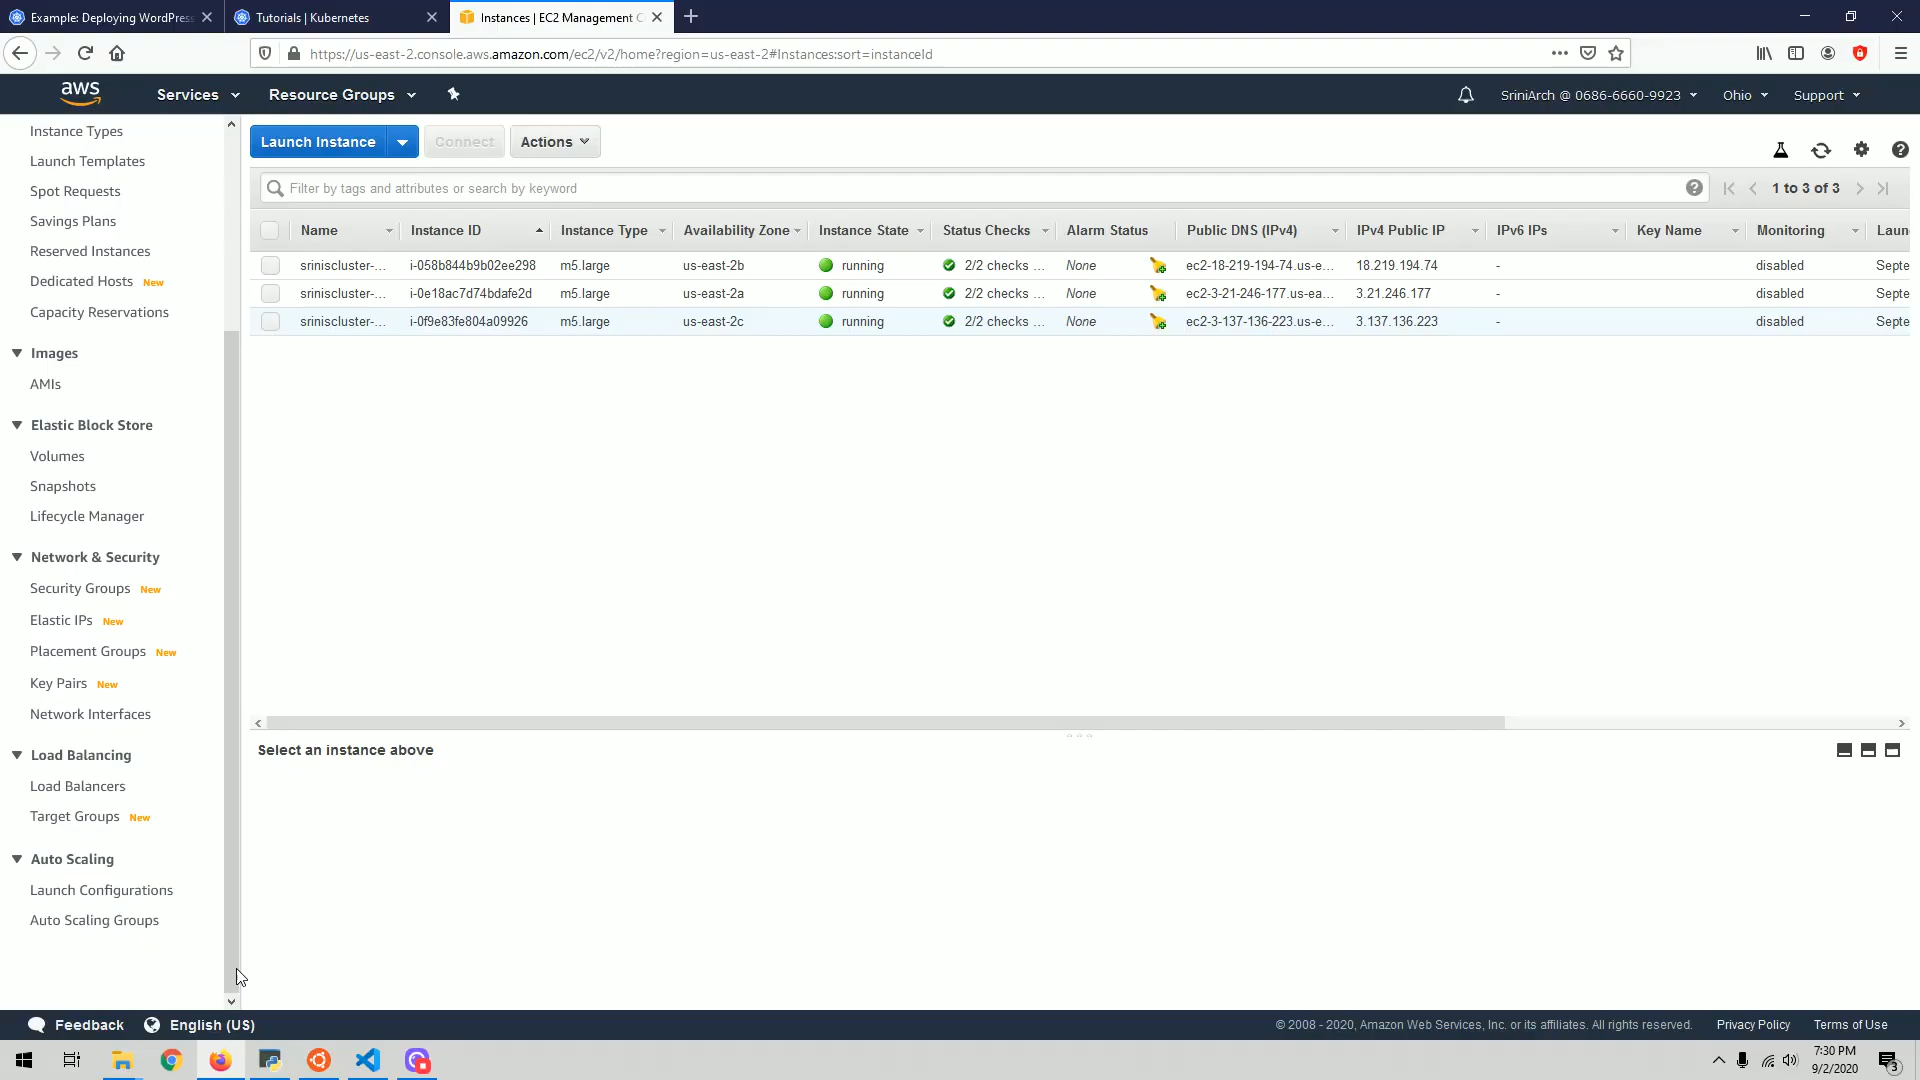 Example: Deploying WordPress
Tutorials | Kubernetes
Instances | EC2 Management C
https://us-east-2.console.aws.amazon.com/ec2/v2/home?region=us-east-2#Instances:sort=instanceId
aws
Services
Resource Groups
SriniArch @ 0686-6660-9923
Ohio
Support
Instance Types
Launch Templates
Spot Requests
Savings Plans
Reserved Instances
Dedicated Hosts New
Capacity Reservations
Images
AMIs
Elastic Block Store
Volumes
Snapshots
Lifecycle Manager
Network & Security
Security Groups New
Elastic IPs New
Placement Groups New
Key Pairs New
Network Interfaces
Load Balancing
Load Balancers
Target Groups New
Auto Scaling
Launch Configurations
Auto Scaling Groups
Launch Instance
Connect
Actions
Filter by tags and attributes or search by keyword
1 to 3 of 3
Name Instance ID Instance Type Availability Zone Instance State Status Checks Alarm Status Public DNS (IPv4) IPv4 Public IP IPv6 IPs Key Name Monitoring Laun
sriniscluster-... i-058b844b9b02ee298 m5.large us-east-2b running 2/2 checks ... None ec2-18-219-194-74.us-e... 18.219.194.74 - disabled Septe
sriniscluster-... i-0e18ac7d74bdafe2d m5.large us-east-2a running 2/2 checks ... None ec2-3-21-246-177.us-ea... 3.21.246.177 - disabled Septe
sriniscluster-... i-0f9e83fe804a09926 m5.large us-east-2c running 2/2 checks ... None ec2-3-137-136-223.us-e... 3.137.136.223 - disabled Septe
Select an instance above
Feedback
English (US)
© 2008 - 2020, Amazon Web Services, Inc. or its affiliates. All rights reserved.
Privacy Policy
Terms of Use
7:30 PM
9/2/2020
3